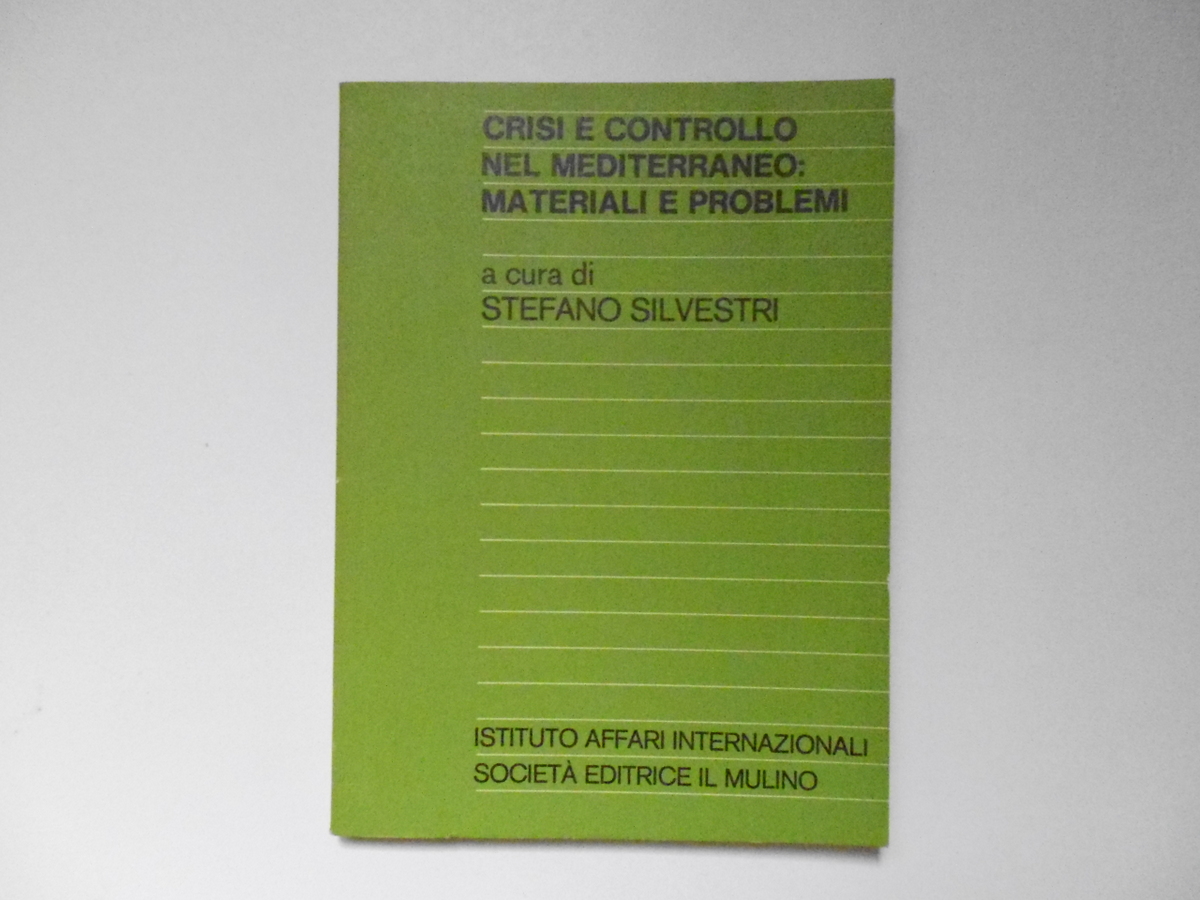 CRISI E CONTROLLO
NEL MEDITERRANEO:
MATERIALI E PROBLEMI
a cura di
STEFANO SILVESTRI
ISTITUTO AFFARI INTERNAZIONALI
SOCIETÀ EDITRICE IL MULINO